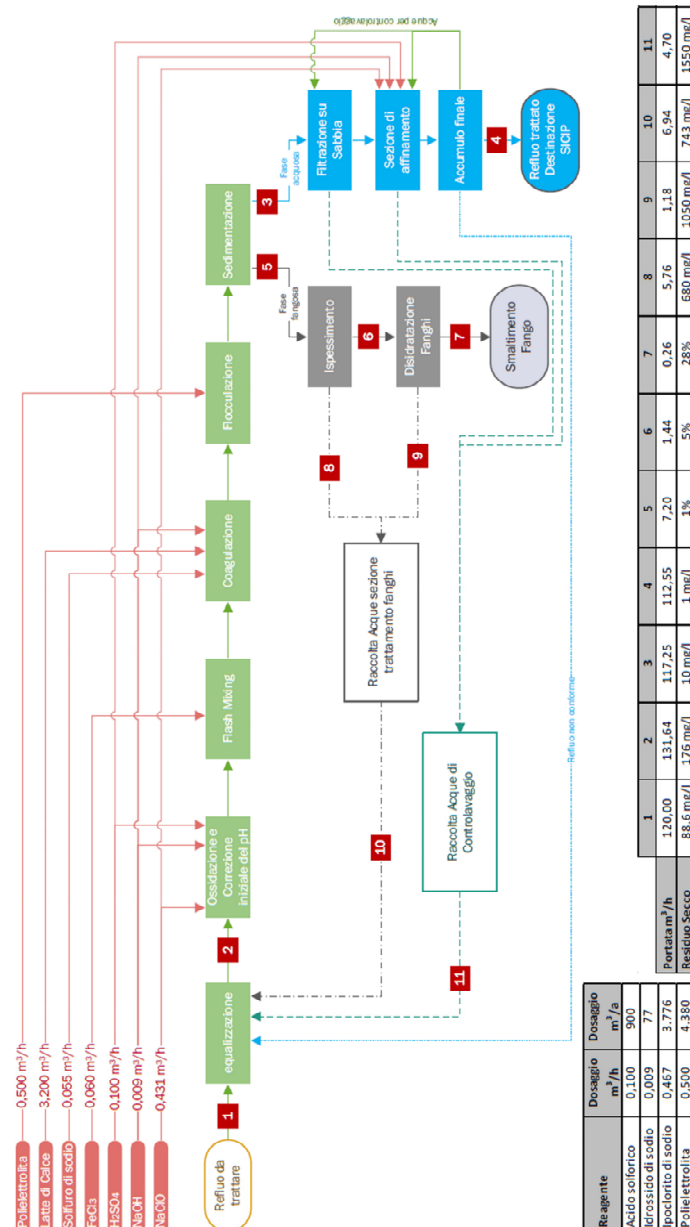 Polielettrolita
0,500 m³/h
Latte di Calce
3,200 m³/h
Solfuro di sodio
0,055 m³/h
FeCl3
0,060 m³/h
H2SO4
0,100 m³/h
NaOH
0,009 m³/h
NaClO
0,431 m³/h
Refluo da
trattare
1
equalizzazione
2
Ossidazione e
Correzione
iniziale del pH
Flash Mixing
Coagulazione
Flocculazione
Sedimentazione
3
Fase
acquosa
5
Fase
fangosa
Acque per controlavaggio
Filtrazione su
Sabbia
Sezione di
affinamento
Accumulo finale
4
Refluo trattato
Destinazione
SIGIP
Ispessimento
6
Disidratazione
Fanghi
7
Smaltimento
Fango
8
9
Raccolta Acque sezione
trattamento fanghi
10
Raccolta Acque di
Controlavaggio
11
Refluo non conforme
Reagente Dosaggio m³/h Dosaggio m³/a
Acido solforico 0,100 900
Idrossido di sodio 0,009 77
Ipoclorito di sodio 0,467 3.776
Polielettrolita 0,500 4.380
1 2 3 4 5 6 7 8 9 10 11
Portata m³/h 120,00 131,64 117,25 112,55 7,20 1,44 0,26 5,76 1,18 6,94 4,70
Residuo Secco 88,6 mg/l 176 mg/l 10 mg/l 1 mg/l 1% 5% 28% 680 mg/l 1050 mg/l 743 mg/l 1550 mg/l